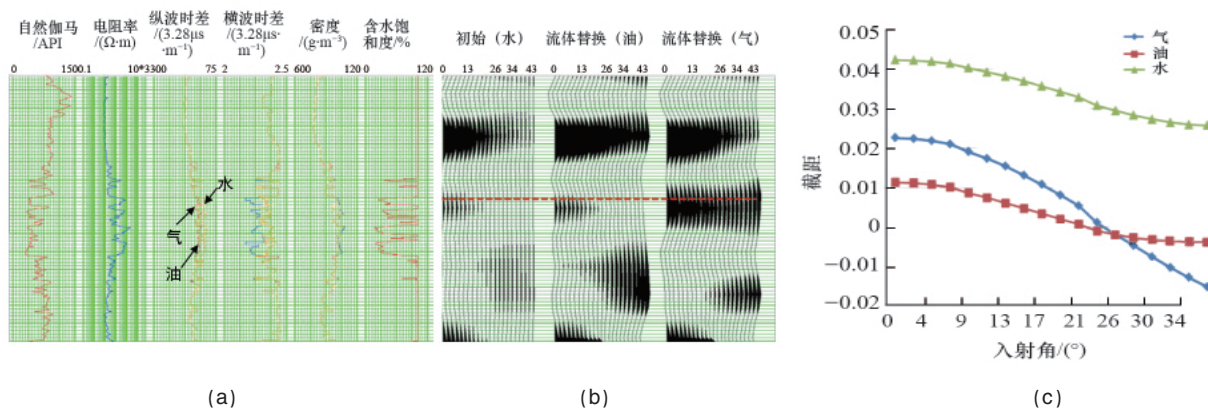 自然伽马
/API
电阻率
/(Ω·m)
纵波时差
/(3.28μs
·m⁻¹)
横波时差
/(3.28μs·
m⁻¹)
密度
/(g·m⁻³)
含水饱
和度/%
0 1500.1 10*3300 75 2 2.5 600 120 0 120
水
气
油
(a)
初始（水） 流体替换（油） 流体替换（气）
0 13 26 34 43 0 13 26 34 43 0 13 26 34 43
(b)
气
油
水
截距
0.05
0.04
0.03
0.02
0.01
0
−0.01
−0.02
0 4 9 13 17 21 26 30 34
入射角/(°)
(c)